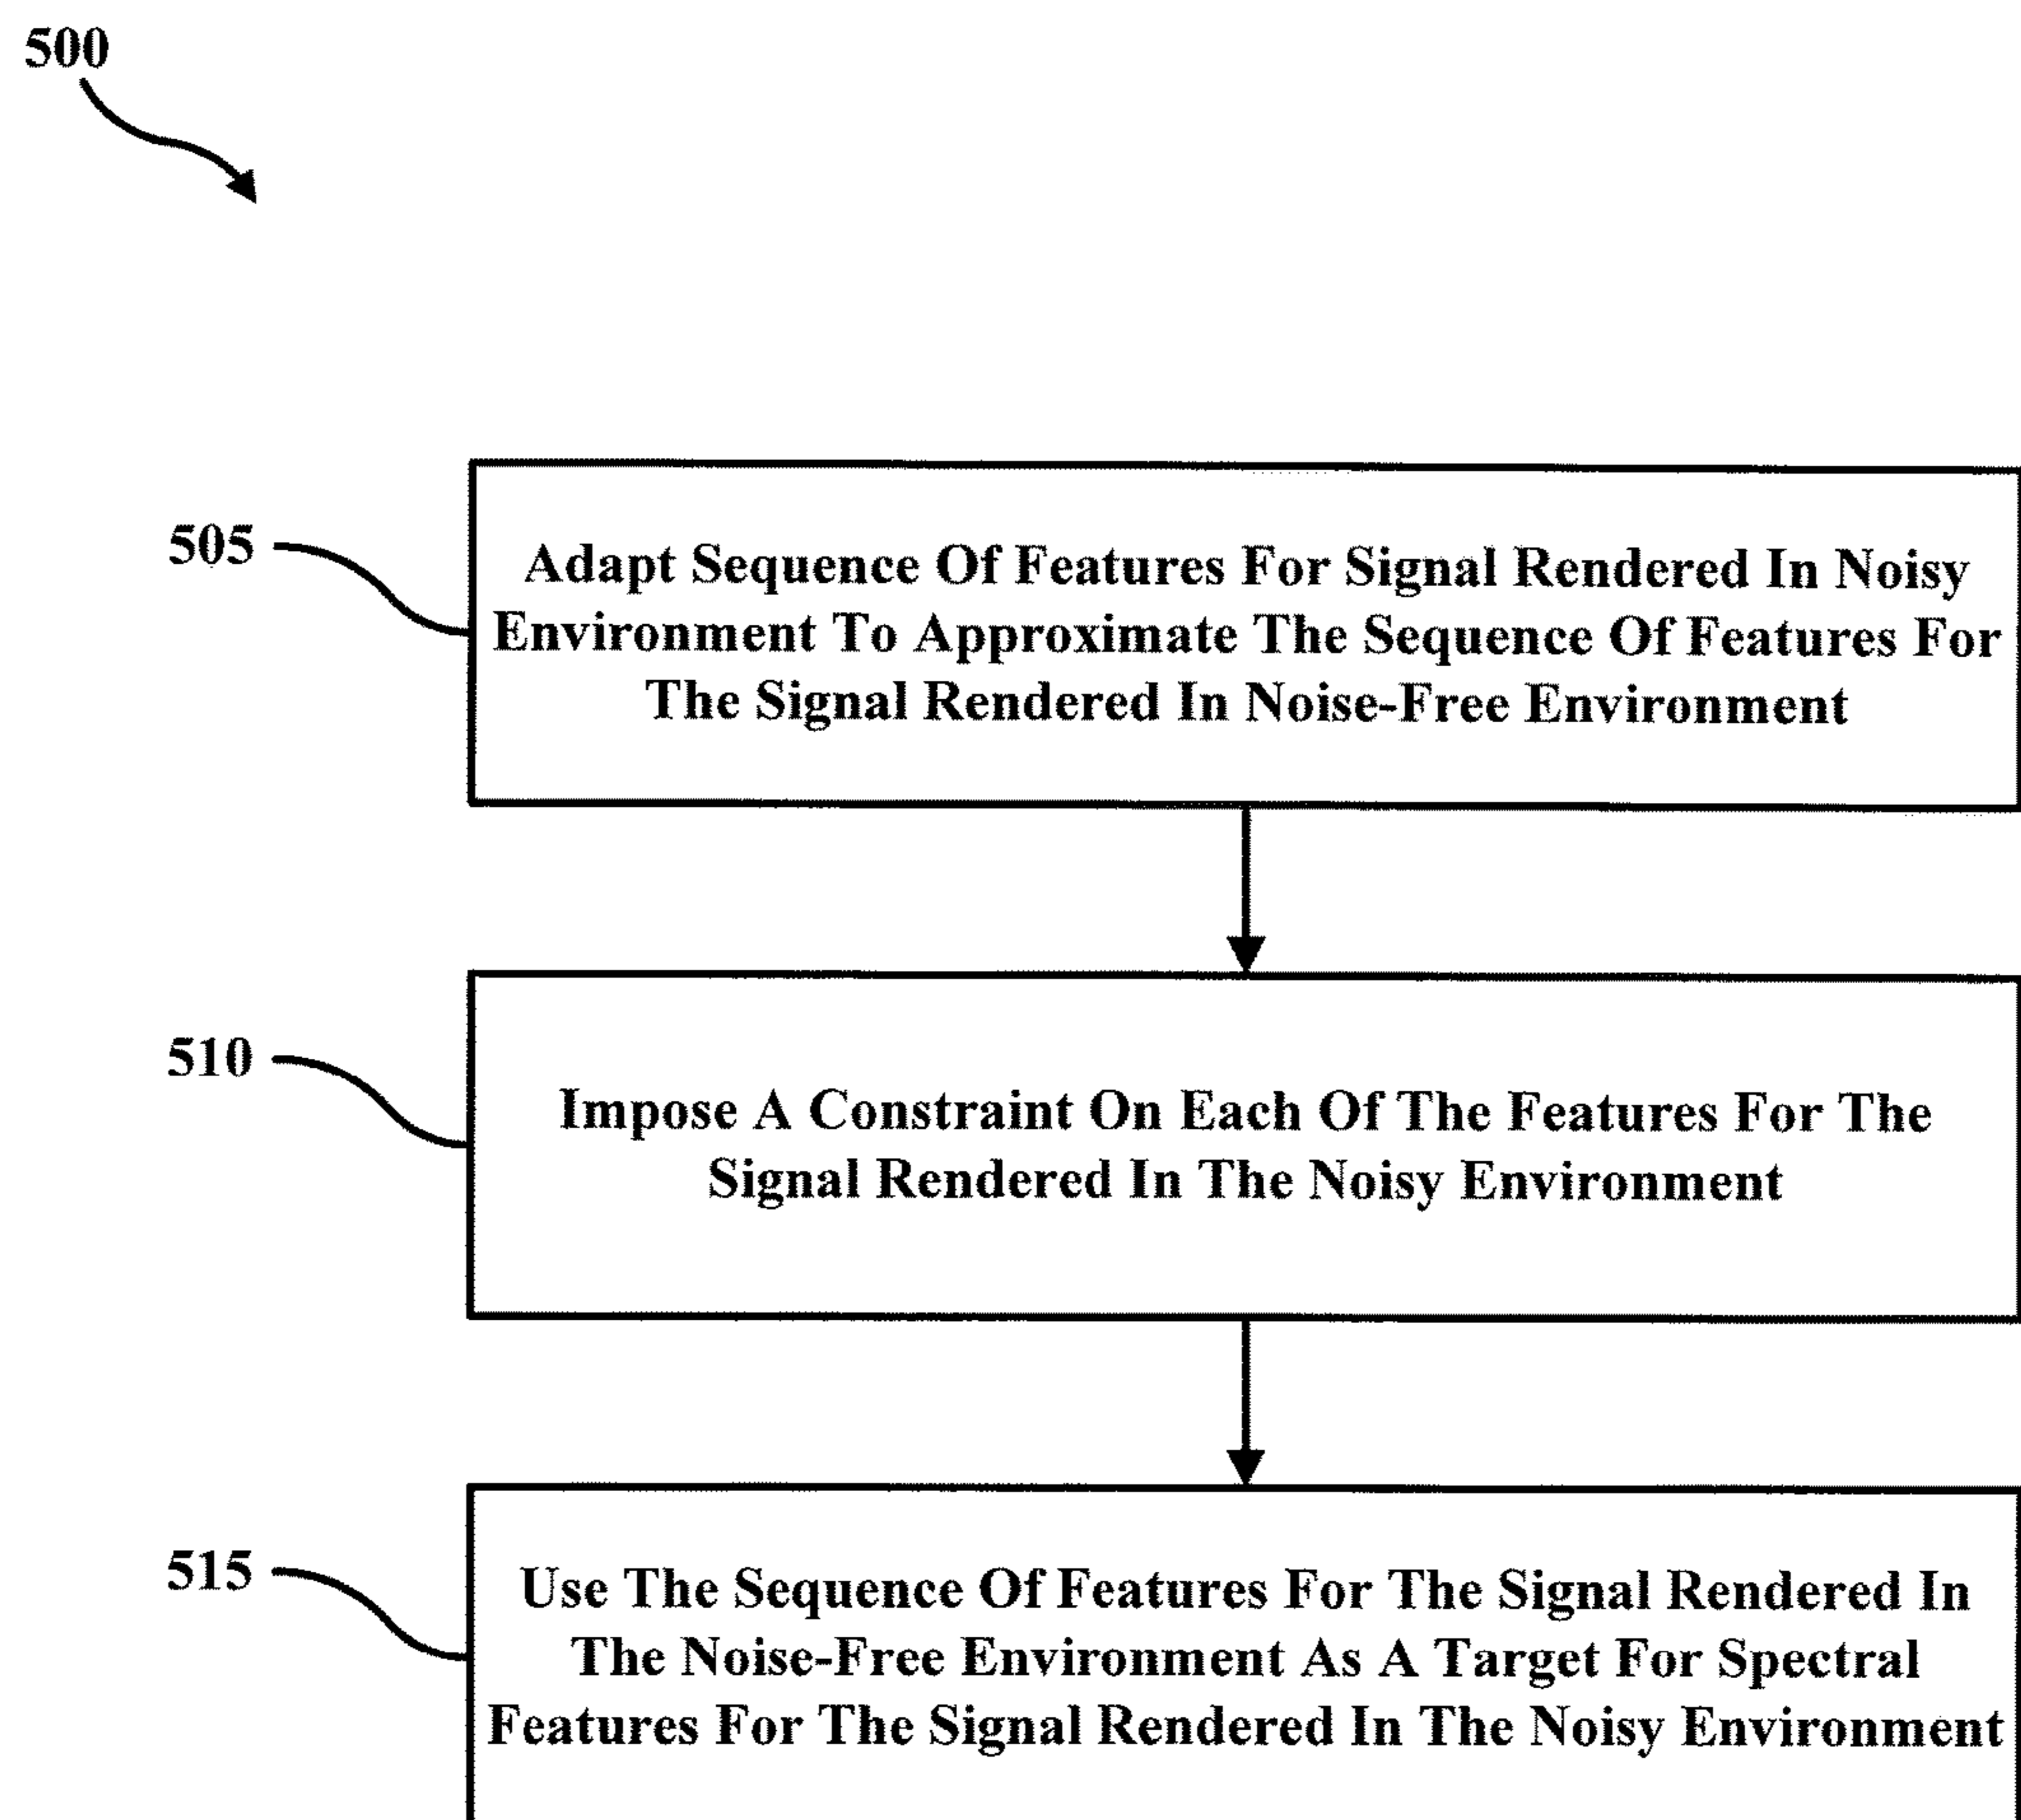 500
505
Adapt Sequence Of Features For Signal Rendered In Noisy
Environment To Approximate The Sequence Of Features For
The Signal Rendered In Noise-Free Environment
510
Impose A Constraint On Each Of The Features For The
Signal Rendered In The Noisy Environment
515
Use The Sequence Of Features For The Signal Rendered In
The Noise-Free Environment As A Target For Spectral
Features For The Signal Rendered In The Noisy Environment